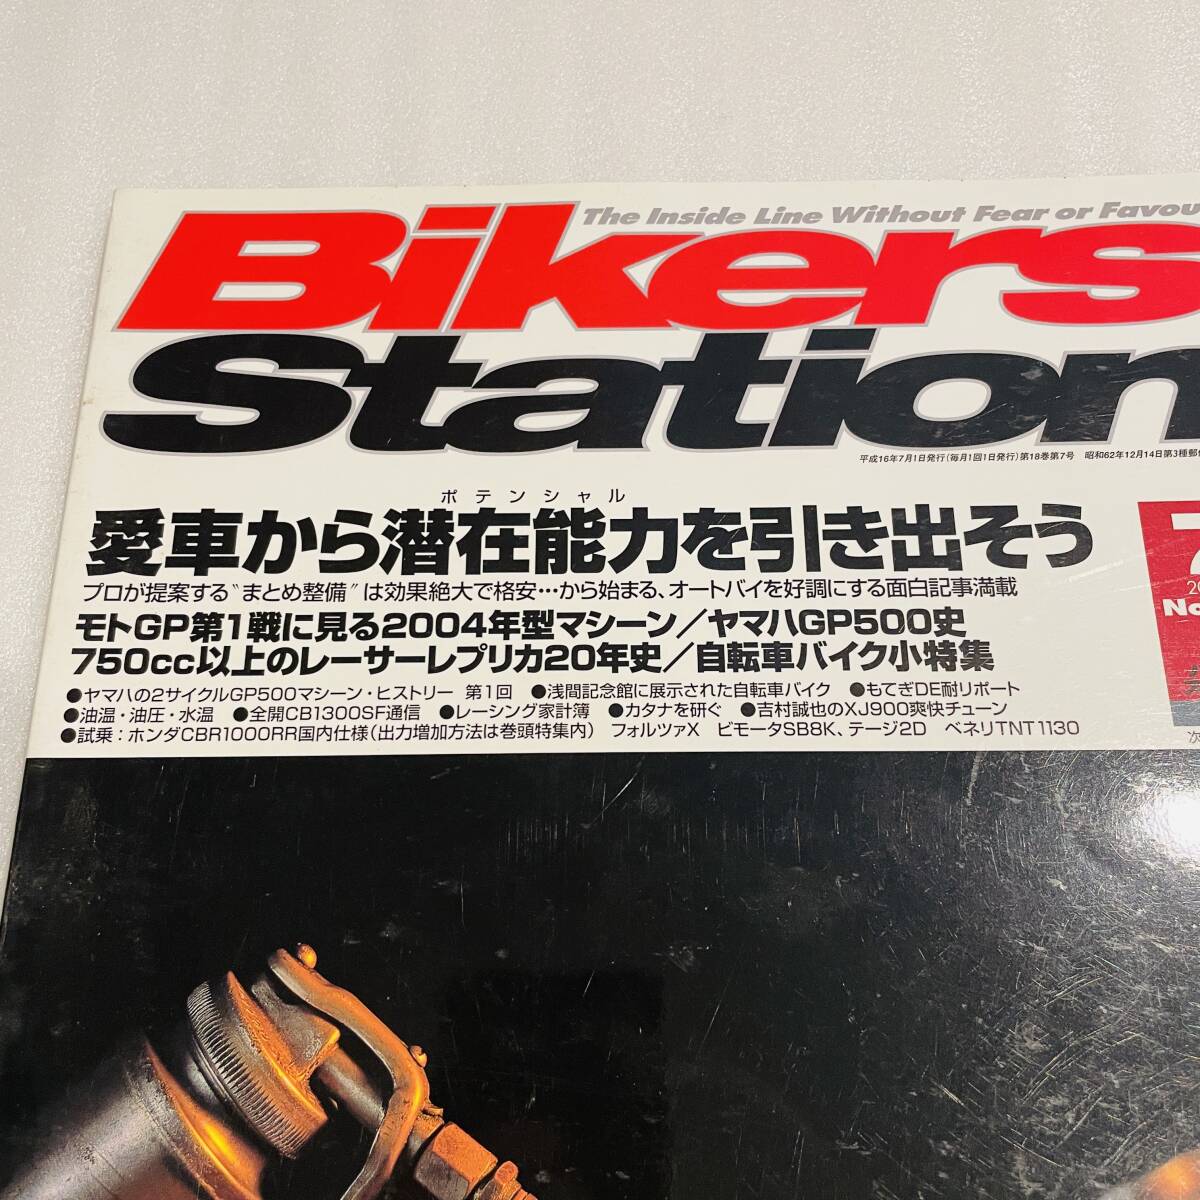 The Inside Line Without Fear or Favou
Bikers
Station
平成16年7月1日発行(毎月1回1日発行)第18巻第7号 昭和62年12月14日第3種郵
ポテンシャル
愛車から潜在能力を引き出そう
プロが提案する〝まとめ整備〟は効果絶大で格安…から始まる、オートバイを好調にする面白記事満載
モトGP第1戦に見る2004年型マシーン/ヤマハGP500史
750cc以上のレーサーレプリカ20年史/自転車バイク小特集
●ヤマハの2サイクルGP500マシーン・ヒストリー 第1回 ●浅間記念館に展示された自転車バイク ●もてぎDE耐リポート
●油温・油圧・水温 ●全開CB1300SF通信 ●レーシング家計簿 ●カタナを研ぐ ●吉村誠也のXJ900爽快チューン
●試乗:ホンダCBR1000RR国内仕様(出力増加方法は巻頭特集内) フォルツァX ビモータSB8K、テージ2D ベネリTNT1130
7
20
No
次